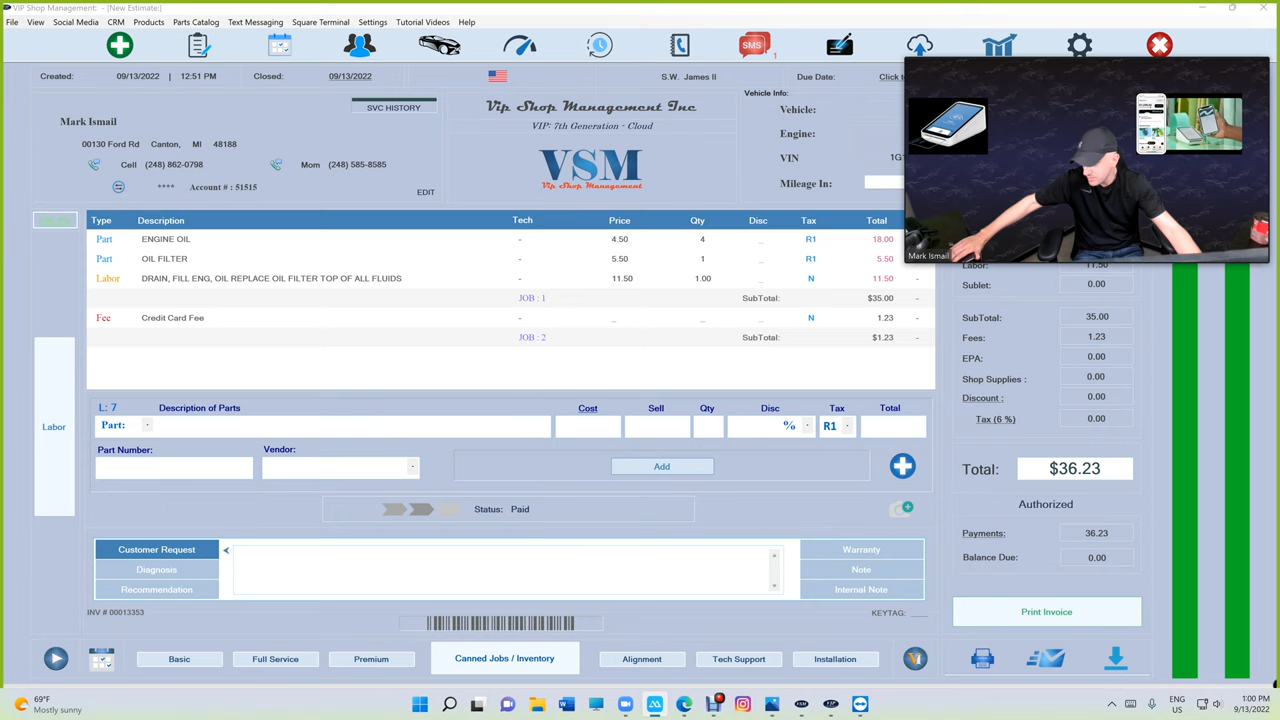 VIP Shop Management: - [New Estimate:]
File View Social Media CRM Products Parts Catalog Text Messaging Square Terminal Settings Tutorial Videos Help
SMS 1
Created: 09/13/2022 | 12:51 PM Closed: 09/13/2022 S.W. James II Due Date: Click t
SVC HISTORY
Mark Ismail
00130 Ford Rd Canton, MI 48188
Cell (248) 862-0798 Mom (248) 585-8585
**** Account # : 51515
EDIT
Vip Shop Management Inc
VIP: 7th Generation - Cloud
VSM
Vip Shop Management
Vehicle Info:
Vehicle:
Engine:
VIN 1G1
Mileage In:
Mark Ismail
Type Description Tech Price Qty Disc Tax Total
Part ENGINE OIL - 4.50 4 _ R1 18.00
Part OIL FILTER - 5.50 1 _ R1 5.50
Labor DRAIN, FILL ENG, OIL REPLACE OIL FILTER TOP OF ALL FLUIDS - 11.50 1.00 _ N 11.50 -
JOB : 1 SubTotal: $35.00 -
Fee Credit Card Fee - _ _ _ N 1.23 -
JOB : 2 SubTotal: $1.23 -
Labor
L: 7 Description of Parts Cost Sell Qty Disc Tax Total
Part: % R1
Part Number: Vendor:
Add
Status: Paid
Customer Request
Diagnosis
Recommendation
Warranty
Note
Internal Note
INV # 00013353 KEYTAG: ____
Labor: 11.50
Sublet: 0.00
SubTotal: 35.00
Fees: 1.23
EPA: 0.00
Shop Supplies : 0.00
Discount : 0.00
Tax (6 %) 0.00
Total: $36.23
Authorized
Payments: 36.23
Balance Due: 0.00
Print Invoice
Basic Full Service Premium Canned Jobs / Inventory Alignment Tech Support Installation
69°F
Mostly sunny
ENG
US
1:00 PM
9/13/2022